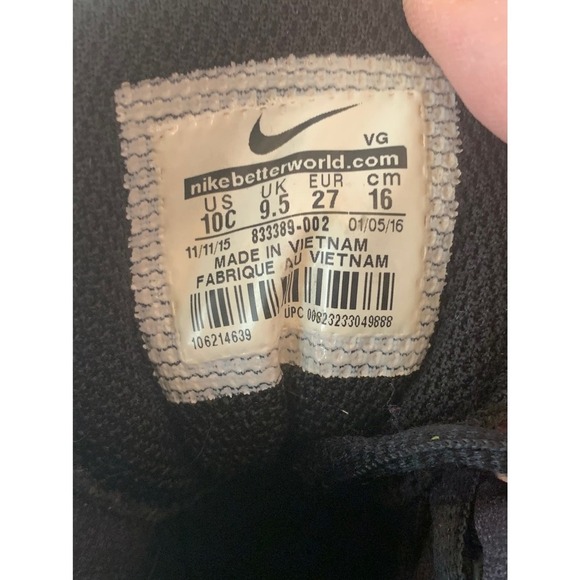 VG
nikebetterworld.com
US UK EUR cm
10C 9.5 27 16
11/11/15 833389-002 01/05/16
MADE IN VIETNAM
FABRIQUE AU VIETNAM
106214639 UPC 00823233049888